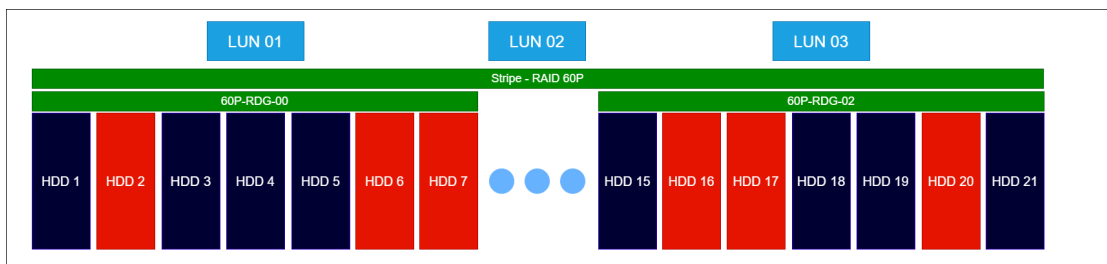 LUN 01 LUN 02 LUN 03
Stripe - RAID 60P
60P-RDG-00 60P-RDG-02
HDD 1 HDD 2 HDD 3 HDD 4 HDD 5 HDD 6 HDD 7 HDD 15 HDD 16 HDD 17 HDD 18 HDD 19 HDD 20 HDD 21